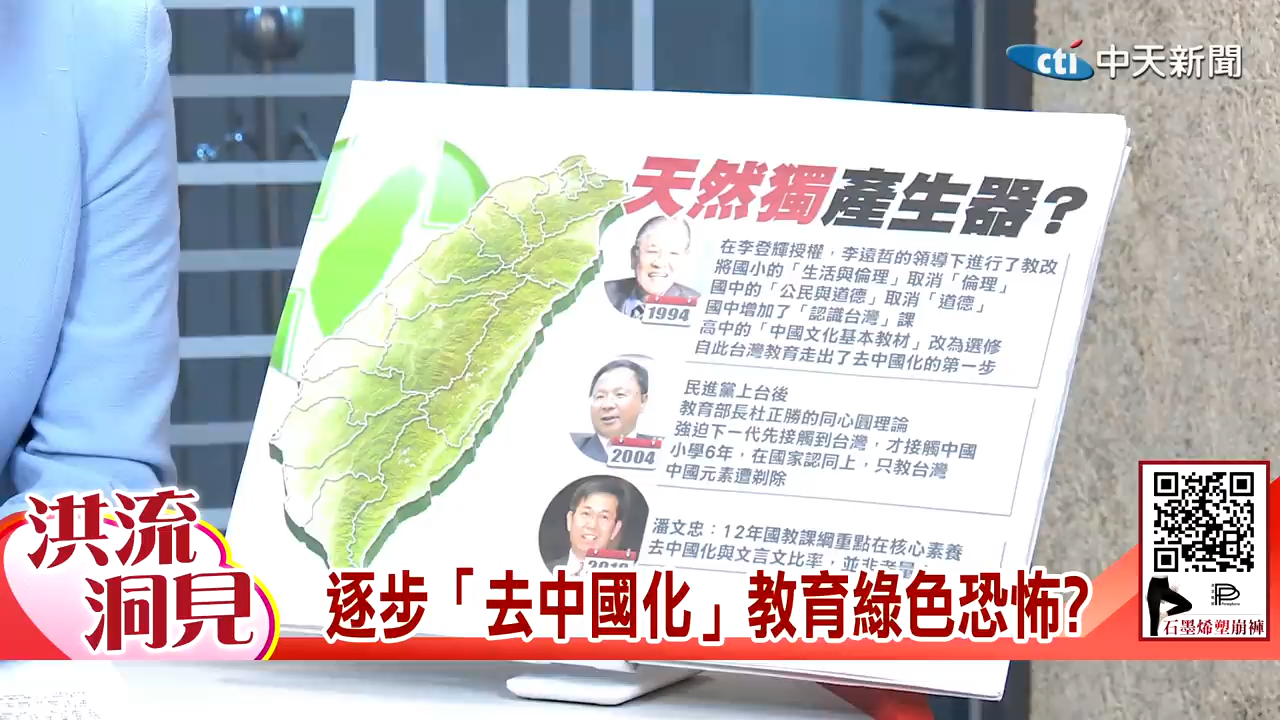 cti 中天新聞
天然獨產生器?
在李登輝授權，李遠哲的領導下進行了教改
將國小的「生活與倫理」取消「倫理」
國中的「公民與道德」取消「道德」
國中增加了「認識台灣」課
高中的「中國文化基本教材」改為選修
自此台灣教育走出了去中國化的第一步
1994
民進黨上台後
教育部長杜正勝的同心圓理論
強迫下一代先接觸到台灣，才接觸中國
小學6年，在國家認同上，只教台灣
中國元素遭剃除
2004
潘文忠：12年國教課綱重點在核心素養
去中國化與文言文比率，並非考量
洪流
洞見
逐步「去中國化」教育綠色恐怖?
石墨烯塑崩褲